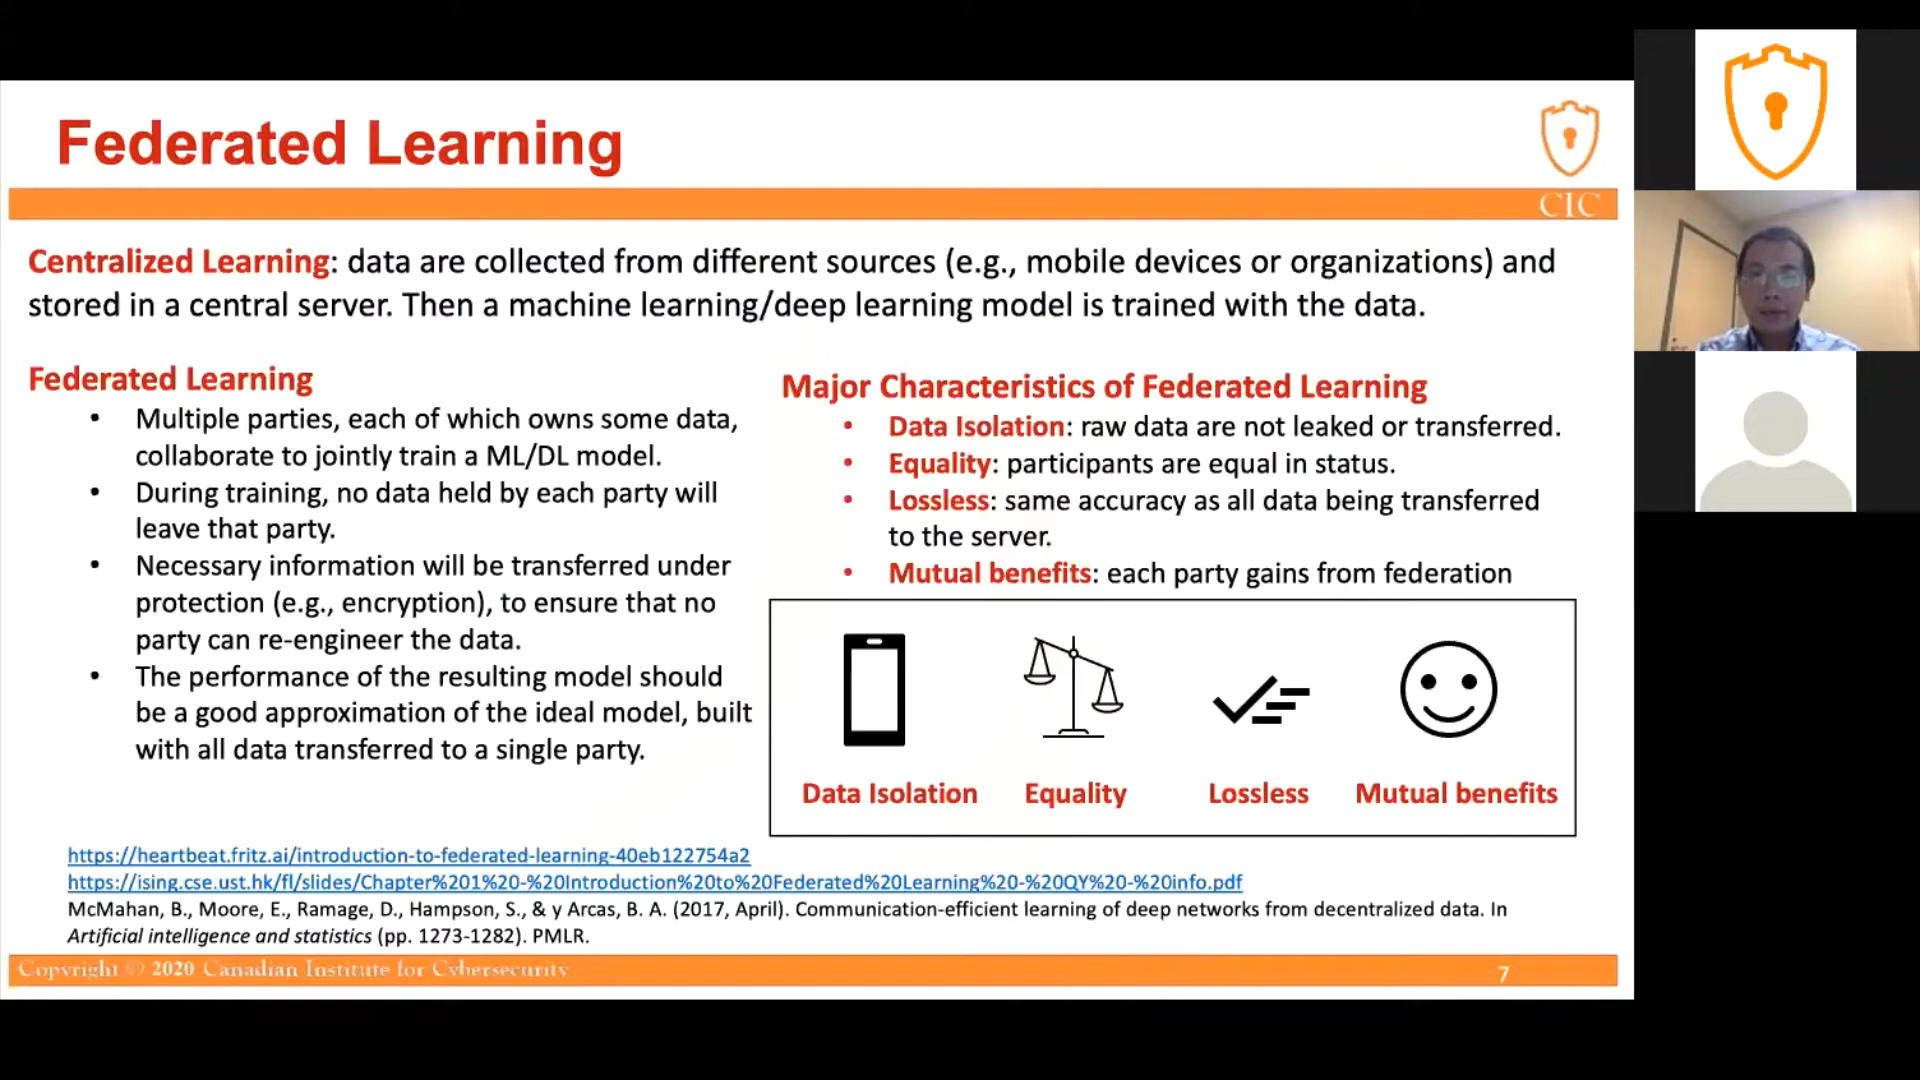 Federated Learning
CIC
Centralized Learning: data are collected from different sources (e.g., mobile devices or organizations) and
stored in a central server. Then a machine learning/deep learning model is trained with the data.
Federated Learning
• Multiple parties, each of which owns some data,
collaborate to jointly train a ML/DL model.
• During training, no data held by each party will
leave that party.
• Necessary information will be transferred under
protection (e.g., encryption), to ensure that no
party can re-engineer the data.
• The performance of the resulting model should
be a good approximation of the ideal model, built
with all data transferred to a single party.
Major Characteristics of Federated Learning
• Data Isolation: raw data are not leaked or transferred.
• Equality: participants are equal in status.
• Lossless: same accuracy as all data being transferred
to the server.
• Mutual benefits: each party gains from federation
Data Isolation Equality Lossless Mutual benefits
https://heartbeat.fritz.ai/introduction-to-federated-learning-40eb122754a2
https://ising.cse.ust.hk/fl/slides/Chapter%201%20-%20Introduction%20to%20Federated%20Learning%20-%20QY%20-%20info.pdf
McMahan, B., Moore, E., Ramage, D., Hampson, S., & y Arcas, B. A. (2017, April). Communication-efficient learning of deep networks from decentralized data. In
Artificial intelligence and statistics (pp. 1273-1282). PMLR.
Copyright © 2020 Canadian Institute for Cybersecurity
7